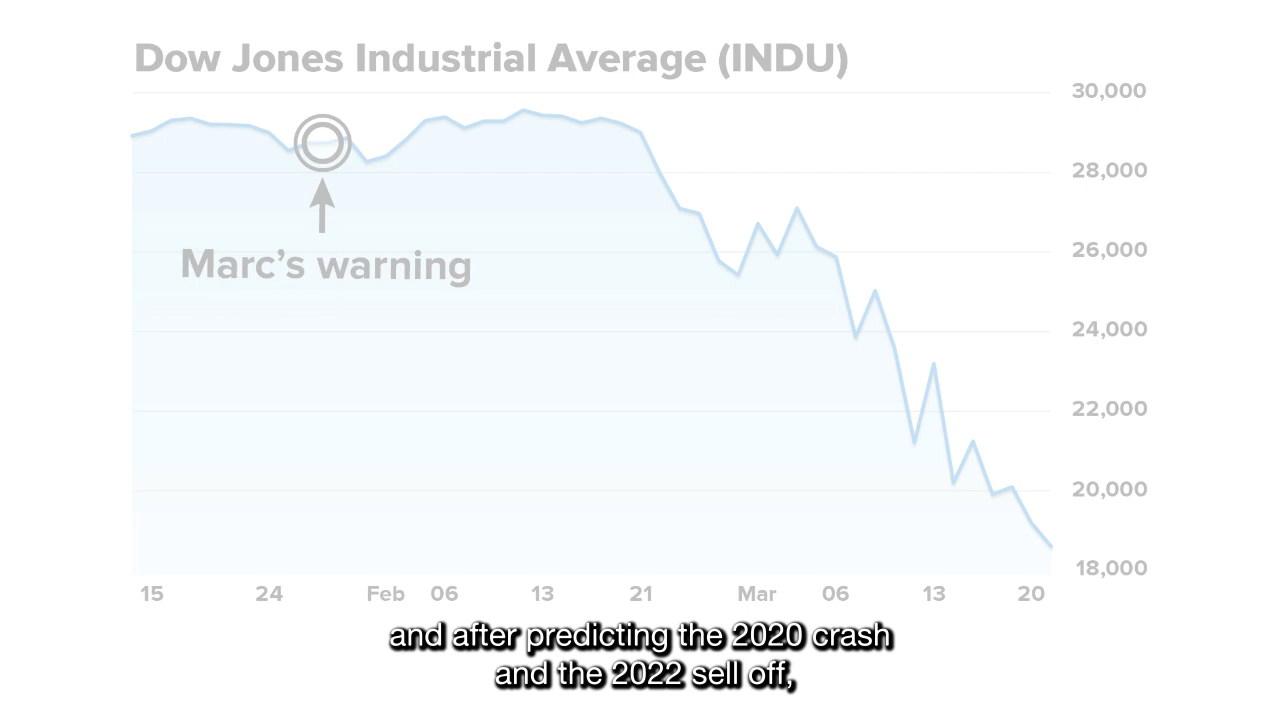 Dow Jones Industrial Average (INDU)
30,000
28,000
Marc’s warning
26,000
24,000
22,000
20,000
18,000
15 24 Feb 06 13 21 Mar 06 13 20
and after predicting the 2020 crash
and the 2022 sell off,